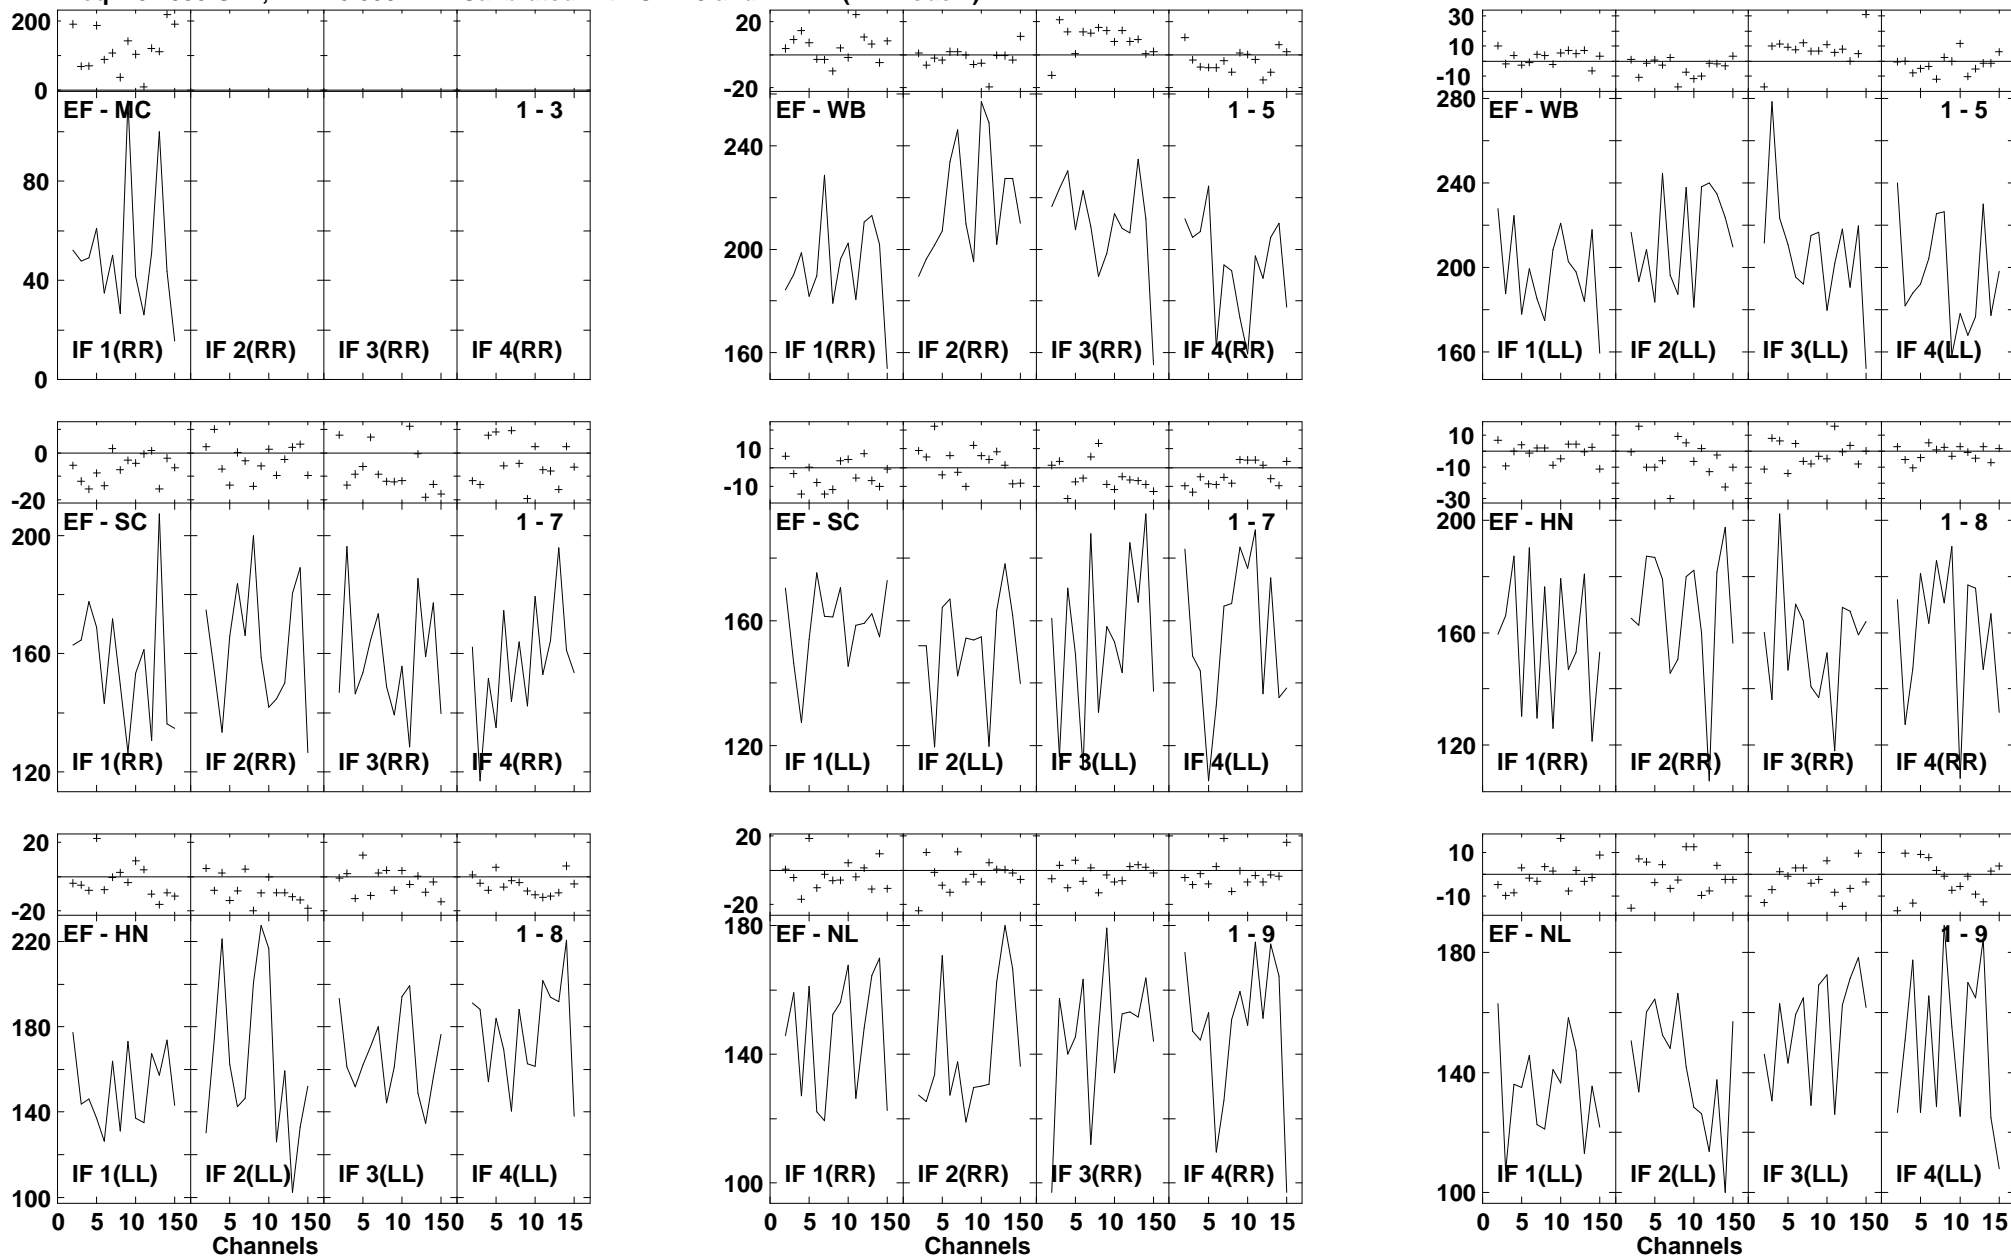 200
0
EF - MC 1 - 3
80
40
0
IF 1(RR) IF 2(RR) IF 3(RR) IF 4(RR)
20
-20
EF - WB 1 - 5
240
200
160
IF 1(RR) IF 2(RR) IF 3(RR) IF 4(RR)
30
10
-10
280
EF - WB 1 - 5
240
200
160
IF 1(LL) IF 2(LL) IF 3(LL) IF 4(LL)
0
-20
EF - SC 1 - 7
200
160
120
IF 1(RR) IF 2(RR) IF 3(RR) IF 4(RR)
10
-10
EF - SC 1 - 7
160
120
IF 1(LL) IF 2(LL) IF 3(LL) IF 4(LL)
10
-10
-30
200
EF - HN 1 - 8
160
120
IF 1(RR) IF 2(RR) IF 3(RR) IF 4(RR)
20
-20
EF - HN 1 - 8
220
180
140
100
IF 1(LL) IF 2(LL) IF 3(LL) IF 4(LL)
0 5 10 150 5 10 150 5 10 150 5 10 15
Channels
20
0
-20
180
EF - NL 1 - 9
140
100
IF 1(RR) IF 2(RR) IF 3(RR) IF 4(RR)
0 5 10 150 5 10 150 5 10 150 5 10 15
Channels
10
-10
EF - NL 1 - 9
180
140
100
IF 1(LL) IF 2(LL) IF 3(LL) IF 4(LL)
0 5 10 150 5 10 150 5 10 150 5 10 15
Channels